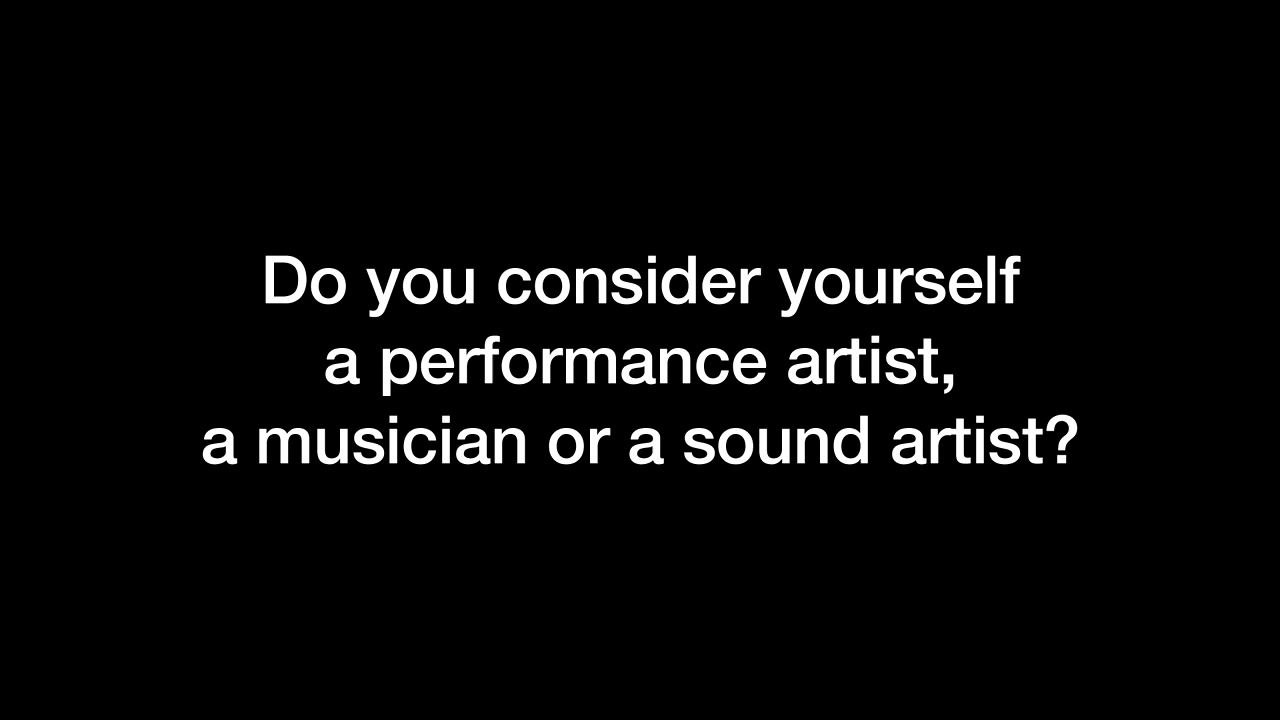 Do you consider yourself
a performance artist,
a musician or a sound artist?